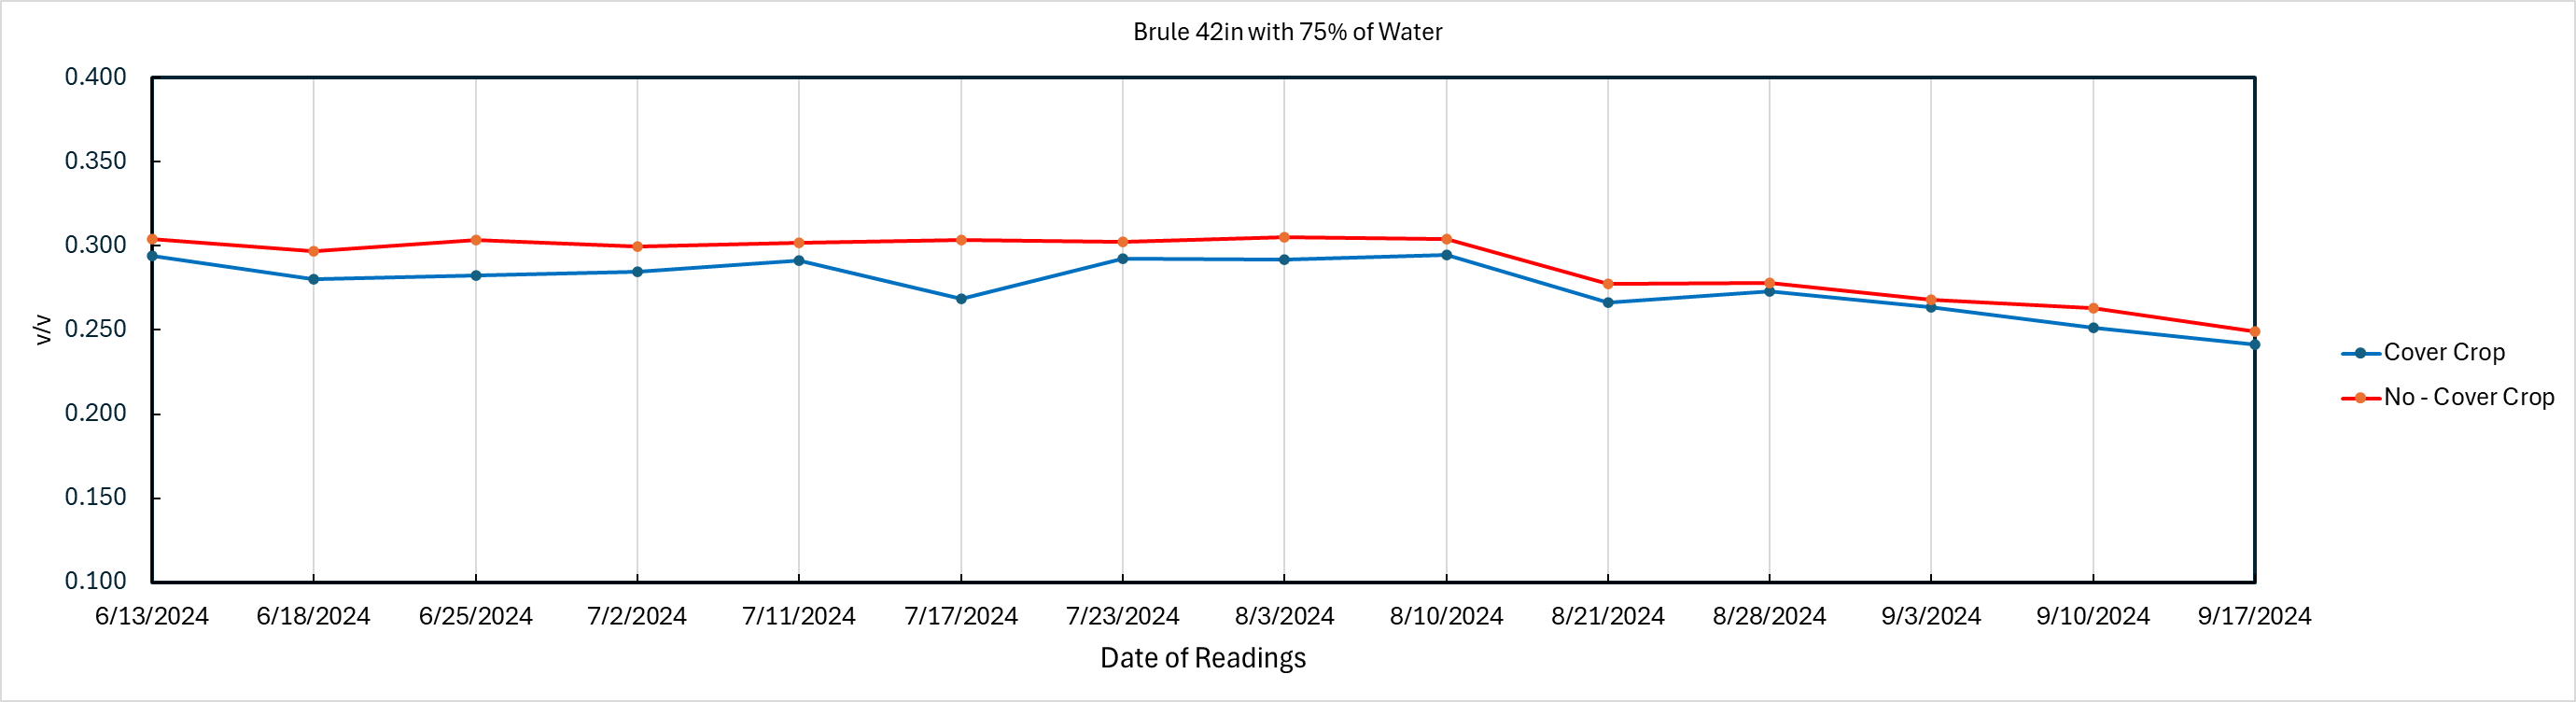 Brule 42in with 75% of Water
0.400
0.350
0.300
0.250
0.200
0.150
0.100
v/v
6/13/2024 6/18/2024 6/25/2024 7/2/2024 7/11/2024 7/17/2024 7/23/2024 8/3/2024 8/10/2024 8/21/2024 8/28/2024 9/3/2024 9/10/2024 9/17/2024
Date of Readings
Cover Crop
No - Cover Crop